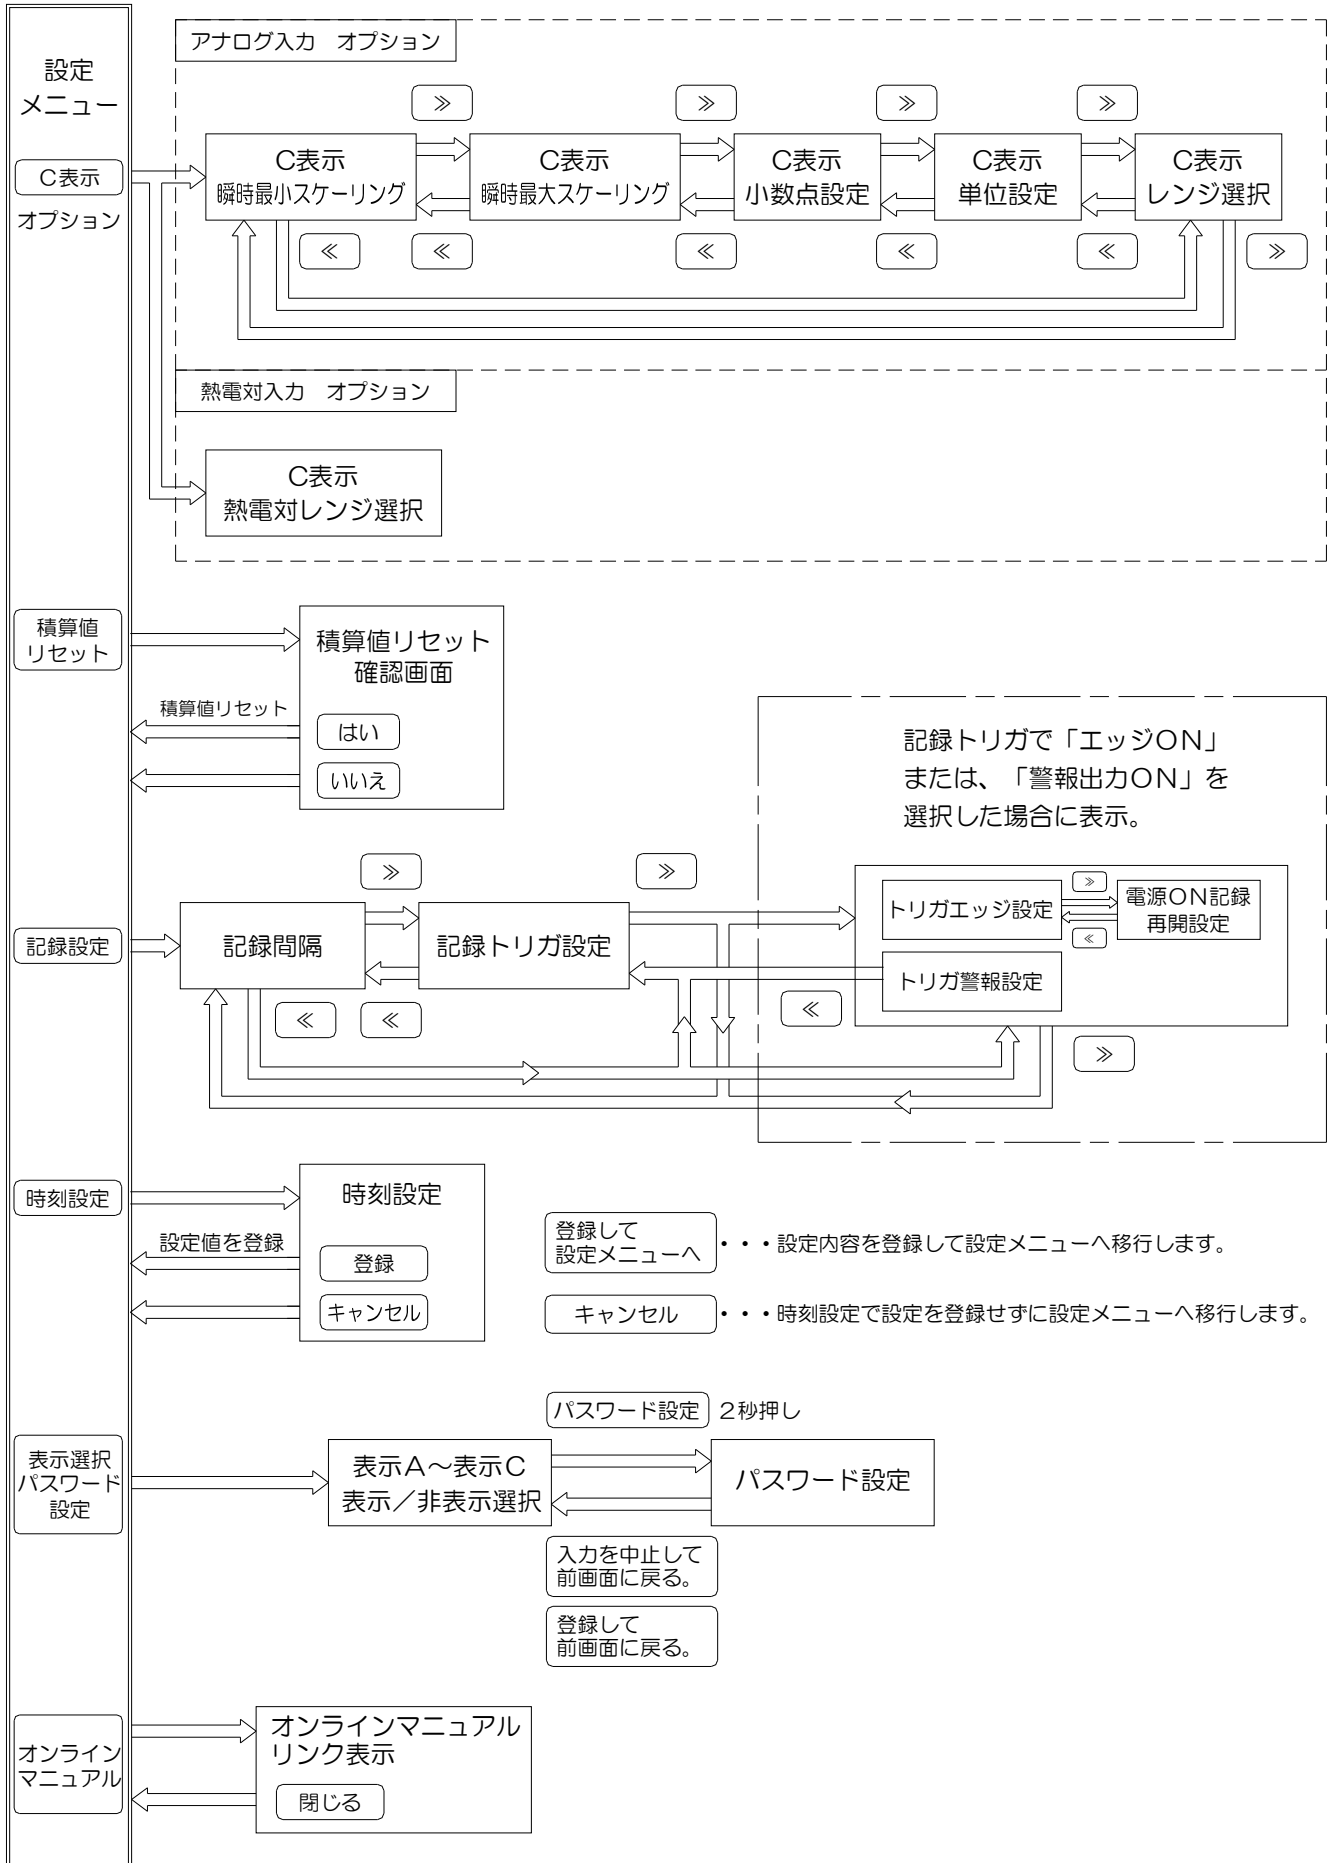 設定
メニュー
C表示
オプション
アナログ入力　オプション
≫
≫
≫
≫
C表示
瞬時最小スケーリング
C表示
瞬時最大スケーリング
C表示
小数点設定
C表示
単位設定
C表示
レンジ選択
≪
≪
≪
≪
≪
≫
熱電対入力　オプション
C表示
熱電対レンジ選択
積算値
リセット
積算値リセット
確認画面
積算値リセット
はい
いいえ
記録トリガで「エッジON」
または、「警報出力ON」を
選択した場合に表示。
記録設定
≫
≫
記録間隔
記録トリガ設定
トリガエッジ設定
≫
≪
電源ON記録
再開設定
トリガ警報設定
≪
≪
≪
≫
時刻設定
時刻設定
設定値を登録
登録
キャンセル
登録して
設定メニューへ
・・・設定内容を登録して設定メニューへ移行します。
キャンセル
・・・時刻設定で設定を登録せずに設定メニューへ移行します。
表示選択
パスワード
設定
パスワード設定 2秒押し
表示A～表示C
表示／非表示選択
パスワード設定
入力を中止して
前画面に戻る。
登録して
前画面に戻る。
オンライン
マニュアル
オンラインマニュアル
リンク表示
閉じる